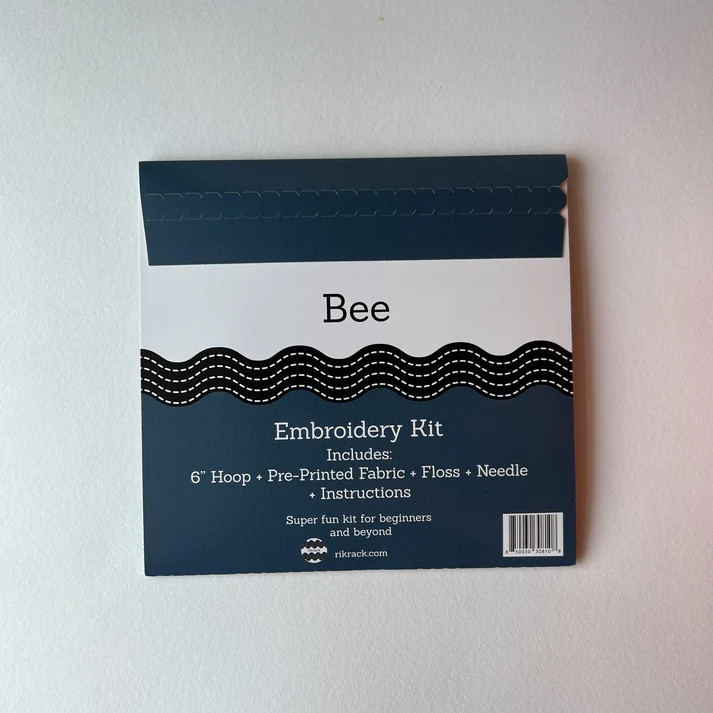 Bee
Embroidery Kit
Includes:
6” Hoop + Pre-Printed Fabric + Floss + Needle
+ Instructions
Super fun kit for beginners
and beyond
rikrack.com